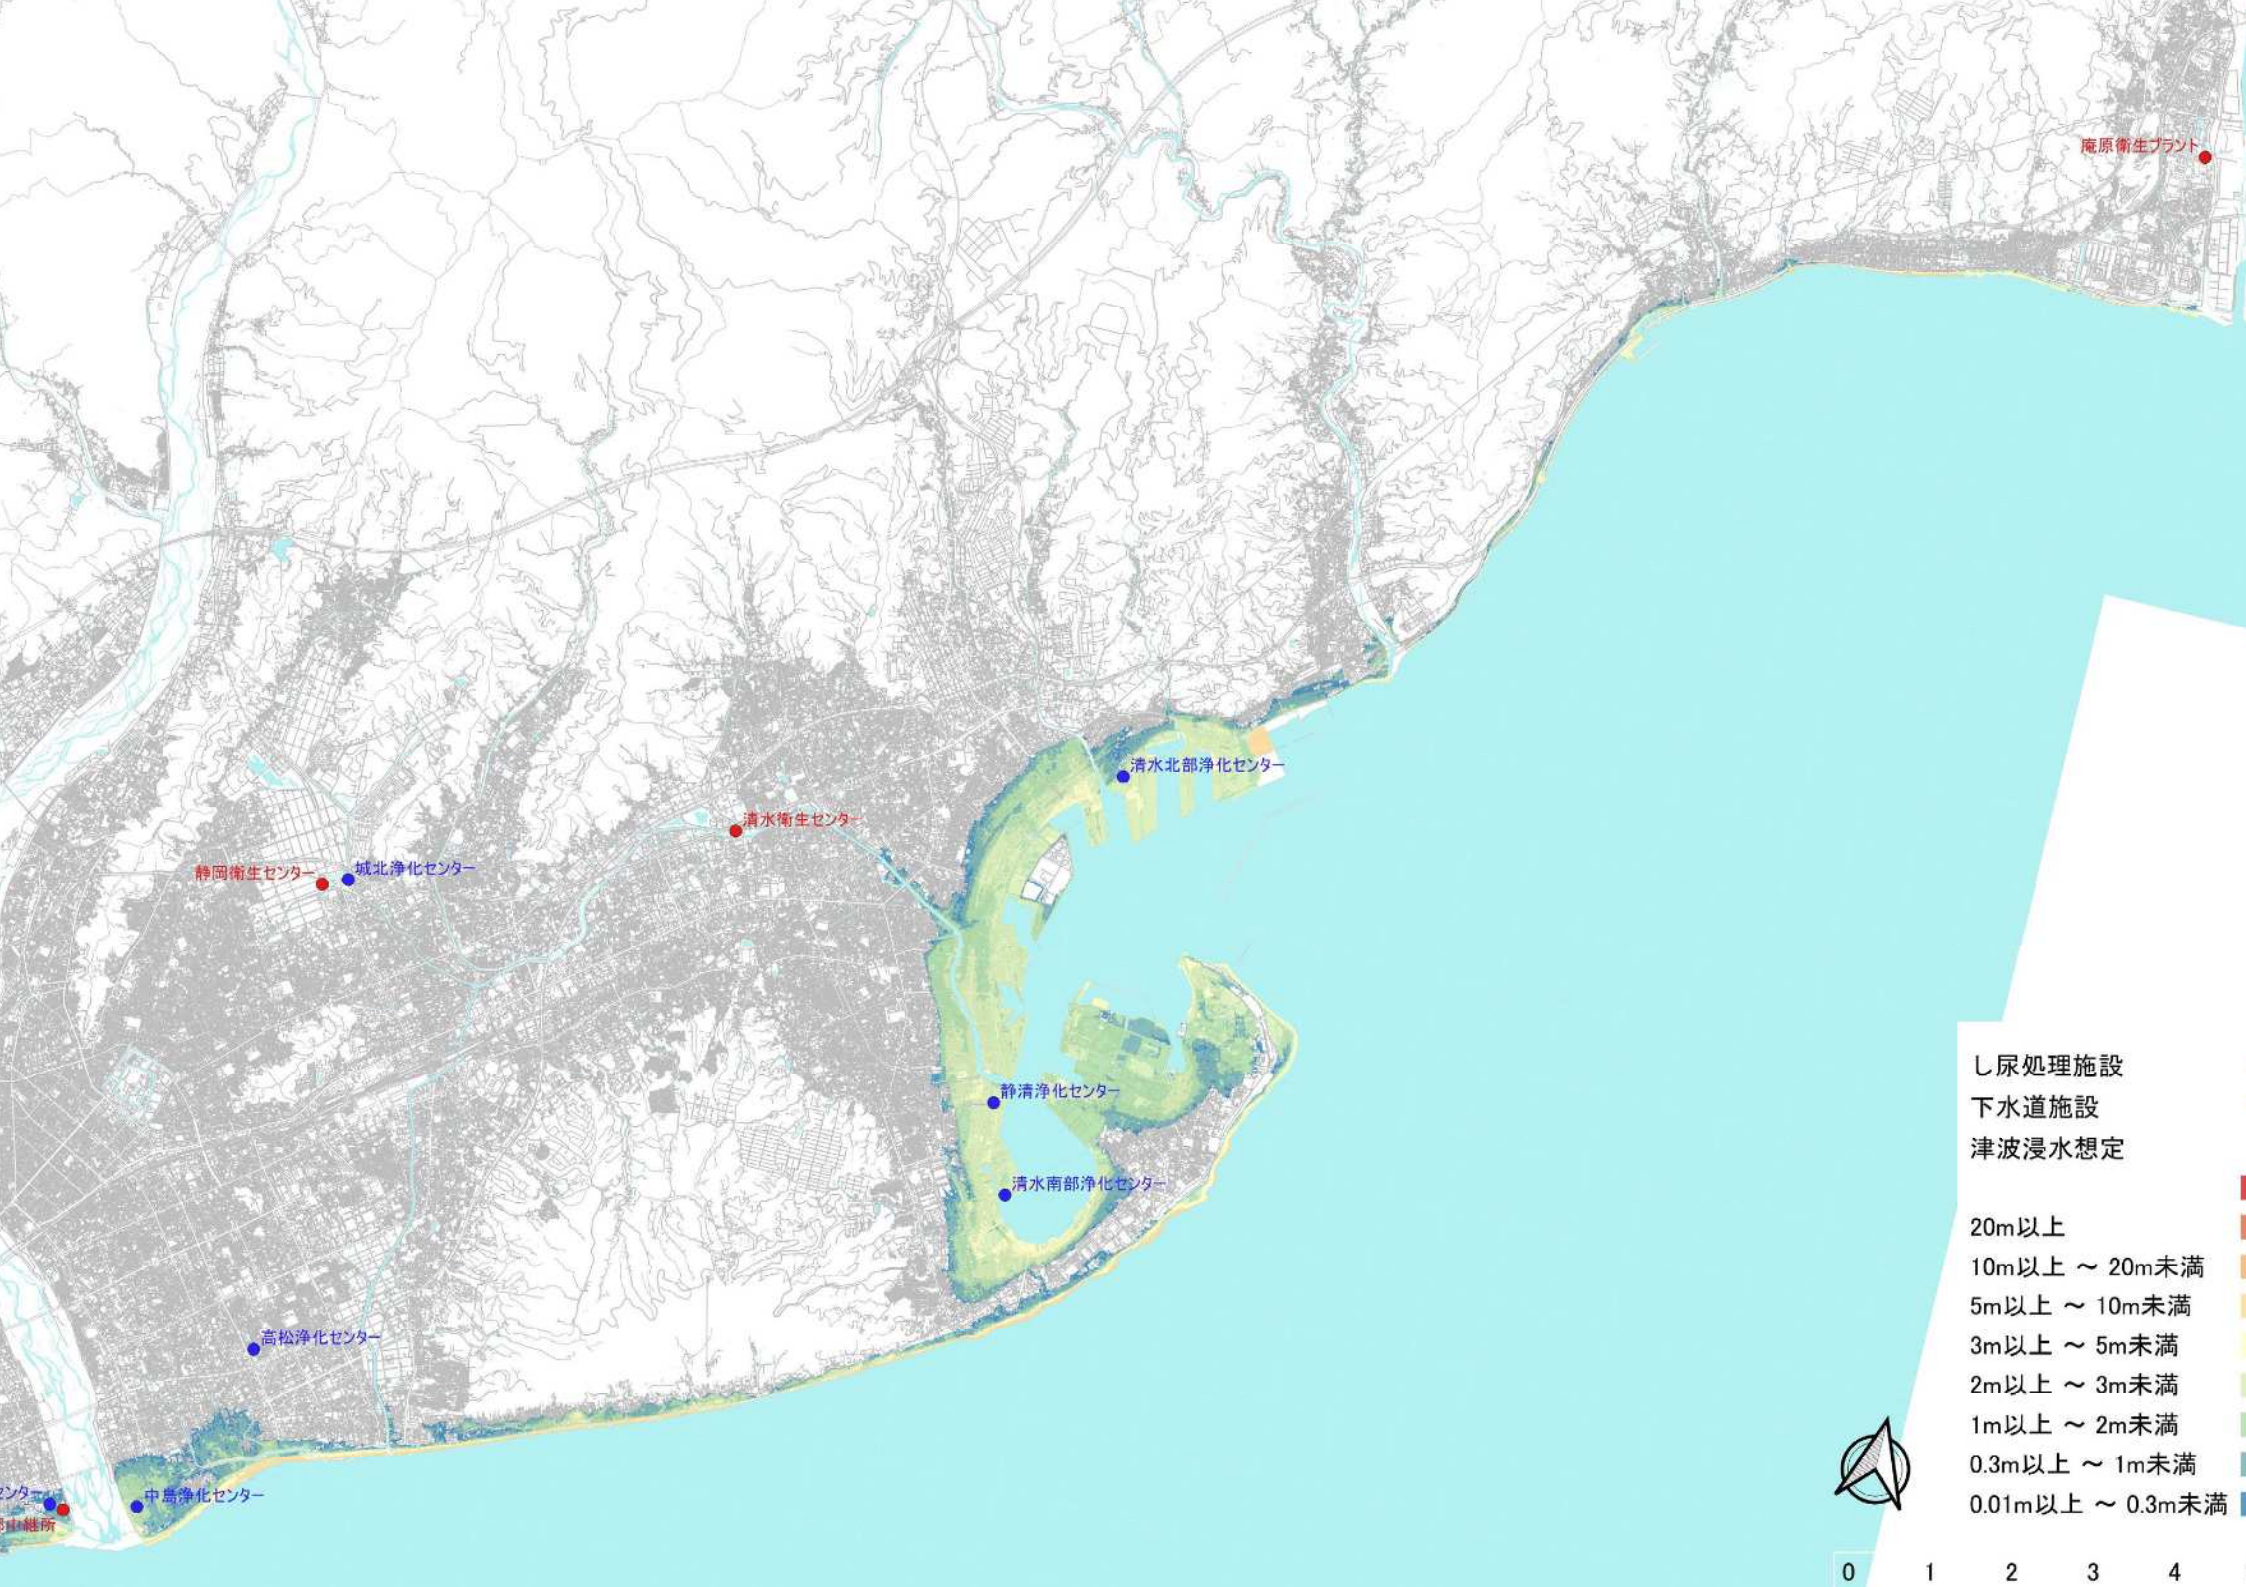 庵原衛生プラント
清水北部浄化センター
清水衛生センター
静岡衛生センター
城北浄化センター
静清浄化センター
清水南部浄化センター
高松浄化センター
中島浄化センター
センター
中継所
し尿処理施設
下水道施設
津波浸水想定
20m以上
10m以上 ～ 20m未満
5m以上 ～ 10m未満
3m以上 ～ 5m未満
2m以上 ～ 3m未満
1m以上 ～ 2m未満
0.3m以上 ～ 1m未満
0.01m以上 ～ 0.3m未満
0 1 2 3 4